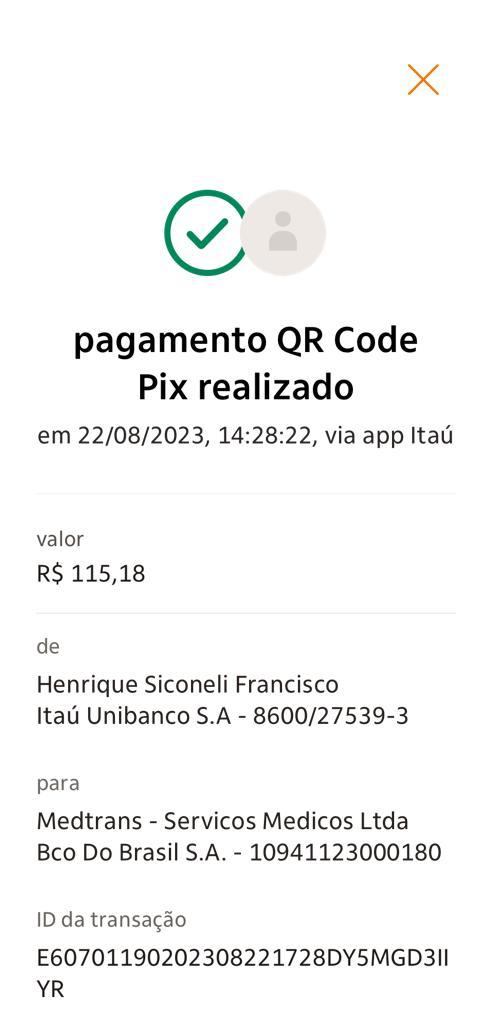 pagamento QR Code
Pix realizado
em 22/08/2023, 14:28:22, via app Itaú
valor
R$ 115,18
de
Henrique Siconeli Francisco
Itaú Unibanco S.A - 8600/27539-3
para
Medtrans - Servicos Medicos Ltda
Bco Do Brasil S.A. - 10941123000180
ID da transação
E60701190202308221728DY5MGD3II
YR